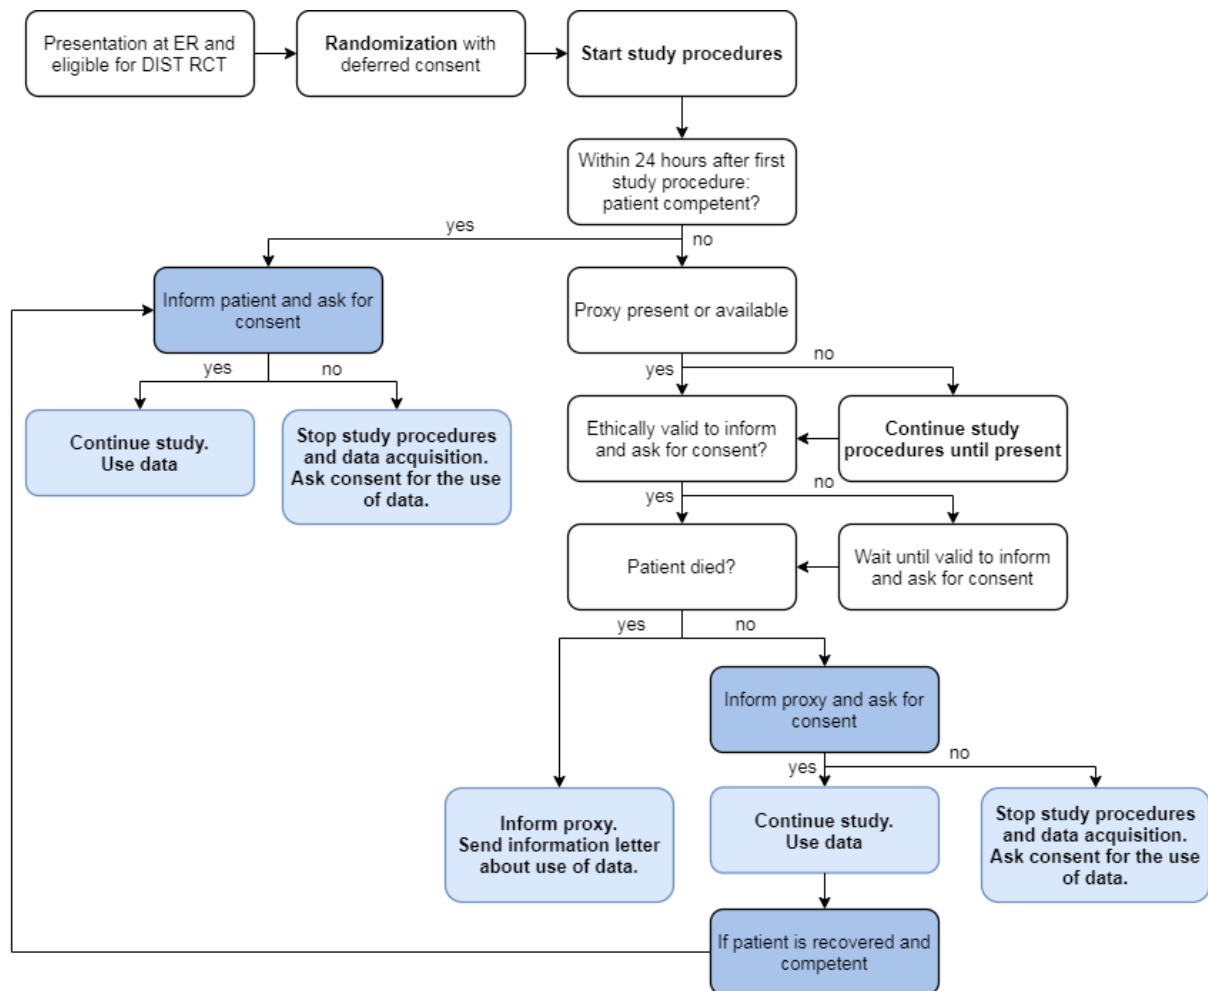 Presentation at ER and
eligible for DIST RCT
Randomization with
deferred consent
Start study procedures
Within 24 hours after first
study procedure:
patient competent?
yes
no
Inform patient and ask for
consent
Proxy present or available
yes
no
yes
no
Continue study.
Use data
Stop study procedures
and data acquisition.
Ask consent for the use
of data.
Ethically valid to inform
and ask for consent?
Continue study
procedures until present
yes
no
Patient died?
Wait until valid to inform
and ask for consent
yes
no
Inform proxy and ask for
consent
yes
no
Inform proxy.
Send information letter
about use of data.
Continue study.
Use data
Stop study procedures
and data acquisition.
Ask consent for the use
of data.
If patient is recovered and
competent